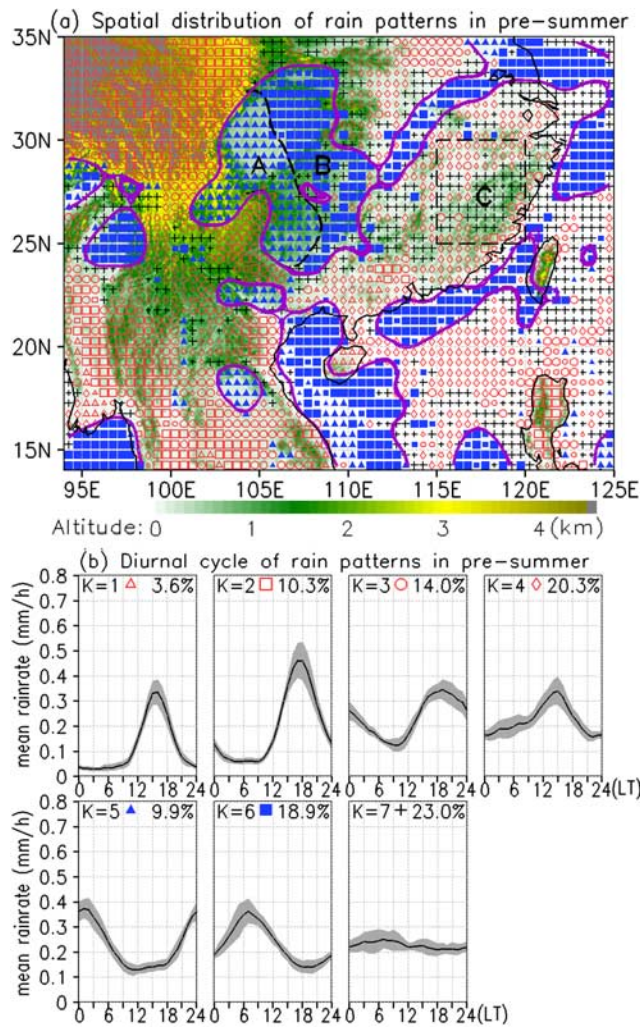 (a) Spatial distribution of rain patterns in pre-summer
35N
30N
25N
20N
15N
A
B
C
95E 100E 105E 110E 115E 120E 125E
Altitude: 0 1 2 3 4 (km)
(b) Diurnal cycle of rain patterns in pre-summer
mean rainrate (mm/h)
0.8
0.7
0.6
0.5
0.4
0.3
0.2
0.1
0
K=1 △ 3.6%
K=2 □ 10.3%
K=3 ○ 14.0%
K=4 ◇ 20.3%
0 6 12 18 24
0 6 12 18 24
0 6 12 18 24
0 6 12 18 24(LT)
mean rainrate (mm/h)
0.8
0.7
0.6
0.5
0.4
0.3
0.2
0.1
0
K=5 ▲ 9.9%
K=6 ■ 18.9%
K=7 + 23.0%
0 6 12 18 24
0 6 12 18 24
0 6 12 18 24(LT)